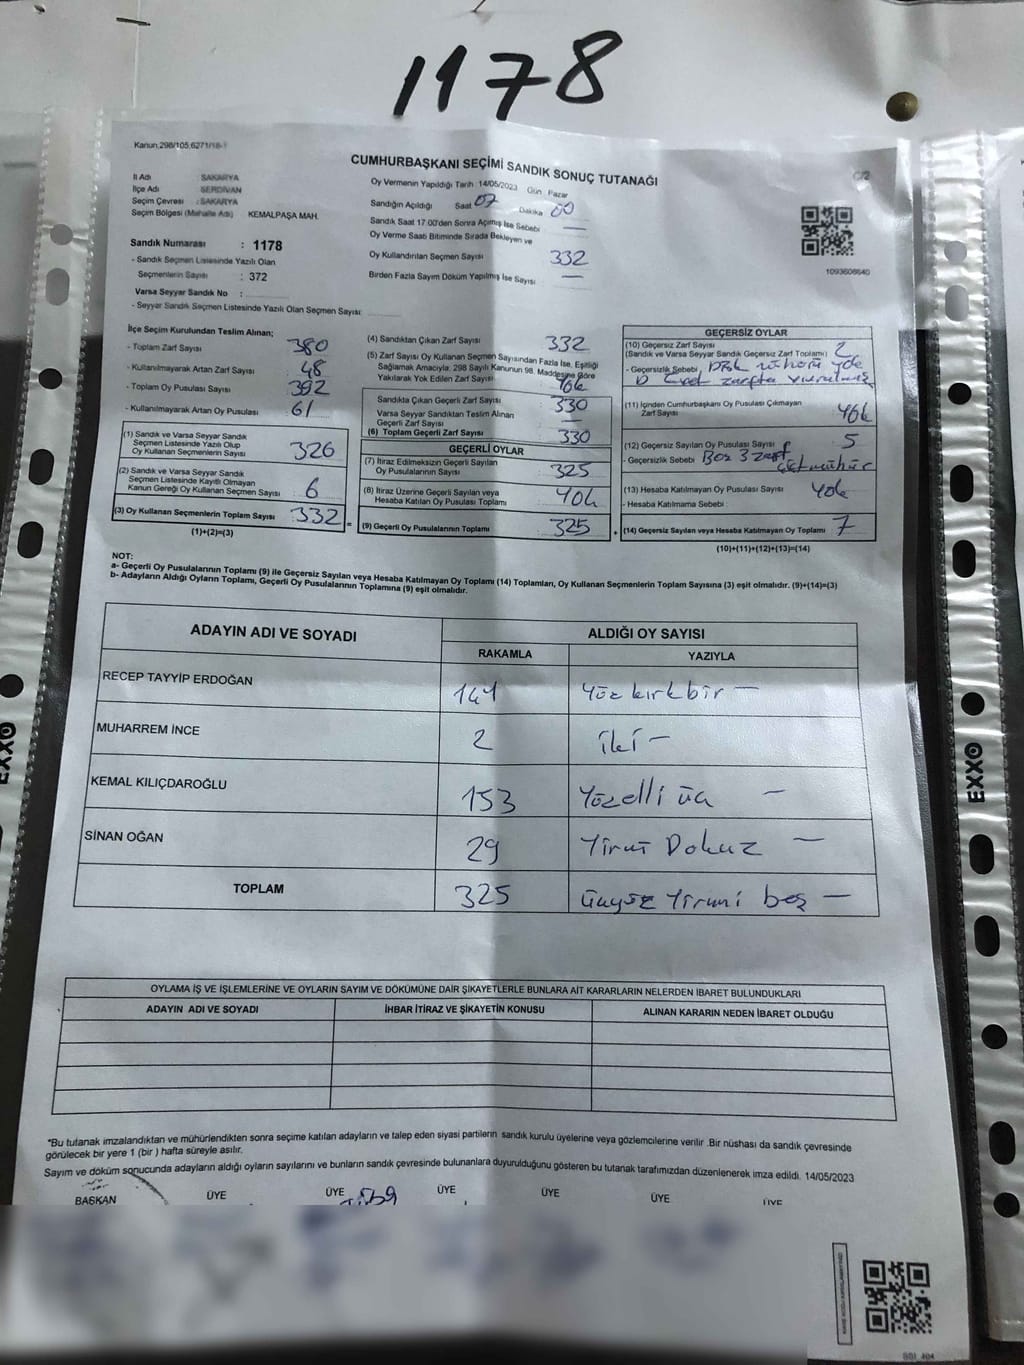 1178
Kanun,298/105,6271/18-1
CUMHURBAŞKANI SEÇİMİ SANDIK SONUÇ TUTANAĞI
C/2
İl Adı SAKARYA
İlçe Adı SERDİVAN
Seçim Çevresi : SAKARYA
Seçim Bölgesi (Mahalle Adı) KEMALPAŞA MAH.
Sandık Numarası : 1178
- Sandık Seçmen Listesinde Yazılı Olan
Seçmenlerin Sayısı : 372
Varsa Seyyar Sandık No :
- Seyyar Sandık Seçmen Listesinde Yazılı Olan Seçmen Sayısı:
Oy Vermenin Yapıldığı Tarih 14/05/2023 Gün : Pazar
Sandığın Açıldığı Saat 07 Dakika 00
Sandık Saat 17:00'den Sonra Açılmış İse Sebebi —
Oy Verme Saati Bitiminde Sırada Bekleyen ve
Oy Kullandırılan Seçmen Sayısı 332
Birden Fazla Sayım Döküm Yapılmış İse Sayısı —
1093608640
İlçe Seçim Kurulundan Teslim Alınan;
- Toplam Zarf Sayısı 380
- Kullanılmayarak Artan Zarf Sayısı 48
- Toplam Oy Pusulası Sayısı 392
- Kullanılmayarak Artan Oy Pusulası 61
(1) Sandık ve Varsa Seyyar Sandık
Seçmen Listesinde Yazılı Olup
Oy Kullanan Seçmenlerin Sayısı 326
(2) Sandık ve Varsa Seyyar Sandık
Seçmen Listesinde Kayıtlı Olmayan
Kanun Gereği Oy Kullanan Seçmen Sayısı 6
(3) Oy Kullanan Seçmenlerin Toplam Sayısı 332 =
(1)+(2)=(3)
(4) Sandıktan Çıkan Zarf Sayısı 332
(5) Zarf Sayısı Oy Kullanan Seçmen Sayısından Fazla İse, Eşitliği
Sağlamak Amacıyla, 298 Sayılı Kanunun 98. Maddesine Göre
Yakılarak Yok Edilen Zarf Sayısı Yok
Sandıkta Çıkan Geçerli Zarf Sayısı 330
Varsa Seyyar Sandıktan Teslim Alınan
Geçerli Zarf Sayısı —
(6) Toplam Geçerli Zarf Sayısı 330
GEÇERLİ OYLAR
(7) İtiraz Edilmeksizin Geçerli Sayılan
Oy Pusulalarının Sayısı 325
(8) İtiraz Üzerine Geçerli Sayılan veya
Hesaba Katılan Oy Pusulası Toplamı Yok
(9) Geçerli Oy Pusulalarının Toplamı 325 +
GEÇERSİZ OYLAR
(10) Geçersiz Zarf Sayısı
(Sandık ve Varsa Seyyar Sandık Geçersiz Zarf Toplamı) 2
- Geçersizlik Sebebi yok
zarfta
(11) İçinden Cumhurbaşkanı Oy Pusulası Çıkmayan
Zarf Sayısı Yok
(12) Geçersiz Sayılan Oy Pusulası Sayısı 5
- Geçersizlik Sebebi Boş 3 zarf
(13) Hesaba Katılmayan Oy Pusulası Sayısı Yok
- Hesaba Katılmama Sebebi
(14) Geçersiz Sayılan veya Hesaba Katılmayan Oy Toplamı 7
(10)+(11)+(12)+(13)=(14)
NOT:
a- Geçerli Oy Pusulalarının Toplamı (9) ile Geçersiz Sayılan veya Hesaba Katılmayan Oy Toplamı (14) Toplamları, Oy Kullanan Seçmenlerin Toplam Sayısına (3) eşit olmalıdır. (9)+(14)=(3)
b- Adayların Aldığı Oyların Toplamı, Geçerli Oy Pusulalarının Toplamına (9) eşit olmalıdır.
ADAYIN ADI VE SOYADI ALDIĞI OY SAYISI
RAKAMLA YAZIYLA
RECEP TAYYİP ERDOĞAN 141 Yüz kırk bir —
MUHARREM İNCE 2 iki —
KEMAL KILIÇDAROĞLU 153 Yüzelli üç —
SİNAN OĞAN 29 Yirmi Dokuz —
TOPLAM 325 Üçyüz Yirmi beş —
OYLAMA İŞ VE İŞLEMLERİNE VE OYLARIN SAYIM VE DÖKÜMÜNE DAİR ŞİKAYETLERLE BUNLARA AİT KARARLARIN NELERDEN İBARET BULUNDUKLARI
ADAYIN ADI VE SOYADI İHBAR İTİRAZ VE ŞİKAYETİN KONUSU ALINAN KARARIN NEDEN İBARET OLDUĞU
*Bu tutanak imzalandıktan ve mühürlendikten sonra seçime katılan adayların ve talep eden siyasi partilerin sandık kurulu üyelerine veya gözlemcilerine verilir .Bir nüshası da sandık çevresinde
görülecek bir yere 1 (bir ) hafta süreyle asılır.
Sayım ve döküm sonucunda adayların aldığı oyların sayılarını ve bunların sandık çevresinde bulunanlara duyurulduğunu gösteren bu tutanak tarafımızdan düzenlenerek imza edildi. 14/05/2023
BAŞKAN ÜYE ÜYE ÜYE ÜYE ÜYE ÜYE
EXXO
EXXO